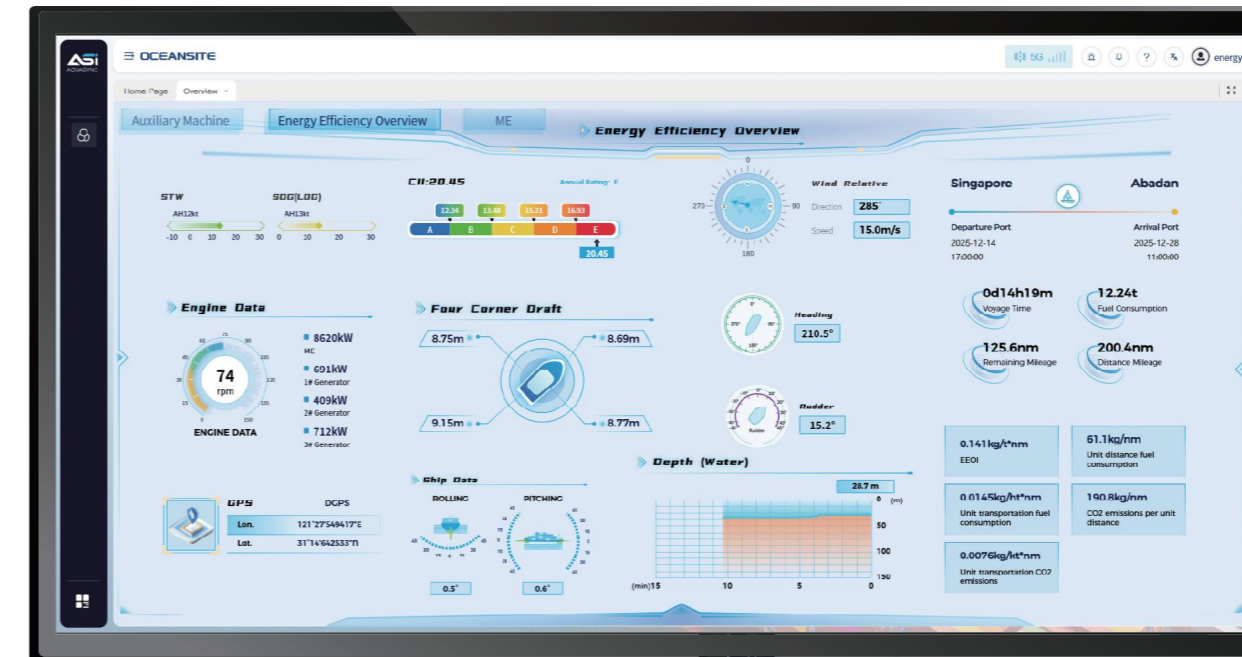 ASi
OCEANSITE
5G
energy
Home Page
Overview
Auxiliary Machine
Energy Efficiency Overview
ME
Energy Efficiency Overview
STW
SOG(LOG)
AH12kt
AH13kt
-10 0 10 20 30
0 10 20 30
CII:20.45
Annual Rating: E
12.34 13.48 15.21 16.93
A B C D E
20.45
0
270
90
180
Wind Relative
Direction 285°
Speed 15.0m/s
Singapore
Abadan
Departure Port
Arrival Port
2025-12-14
2025-12-28
17:00:00
11:00:00
Engine Data
74
rpm
ENGINE DATA
8620kW
MC
691kW
1# Generator
409kW
2# Generator
712kW
3# Generator
Four Corner Draft
8.75m
8.69m
9.15m
8.77m
Heading
210.5°
Rudder
Rudder
15.2°
0d14h19m
Voyage Time
12.24t
Fuel Consumption
125.6nm
Remaining Mileage
200.4nm
Distance Mileage
GPS
DGPS
Lon. 121°27'549417"E
Lat. 31°14'642533"n
Ship Data
ROLLING
PITCHING
0.5°
0.6°
Depth (Water)
28.7 m
0 (m)
50
100
150
(min)15 10 5 0
0.141kg/t*nm
EEOI
61.1kg/nm
Unit distance fuel
consumption
0.0145kg/ht*nm
Unit transportation fuel
consumption
190.8kg/nm
CO2 emissions per unit
distance
0.0076kg/kt*nm
Unit transportation CO2
emissions